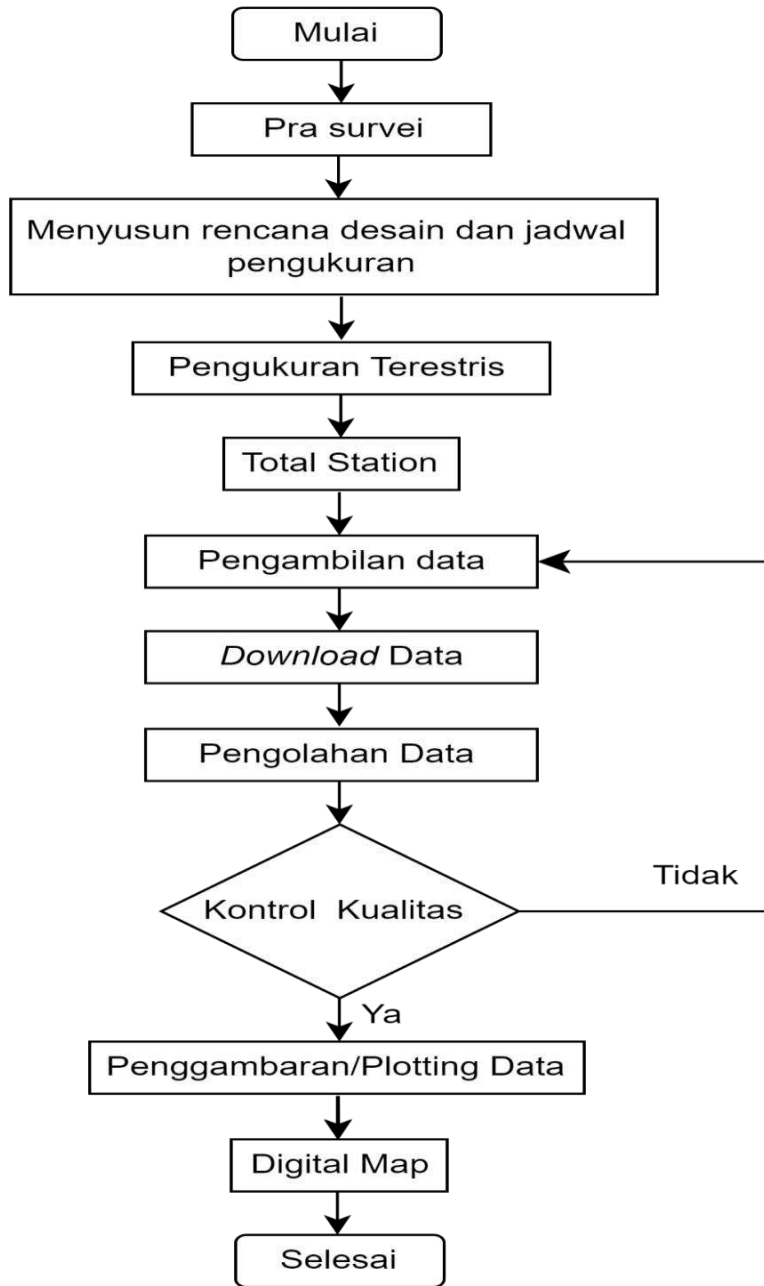 Mulai
Pra survei
Menyusun rencana desain dan jadwal
pengukuran
Pengukuran Terestris
Total Station
Pengambilan data
Download Data
Pengolahan Data
Kontrol Kualitas
Tidak
Ya
Penggambaran/Plotting Data
Digital Map
Selesai